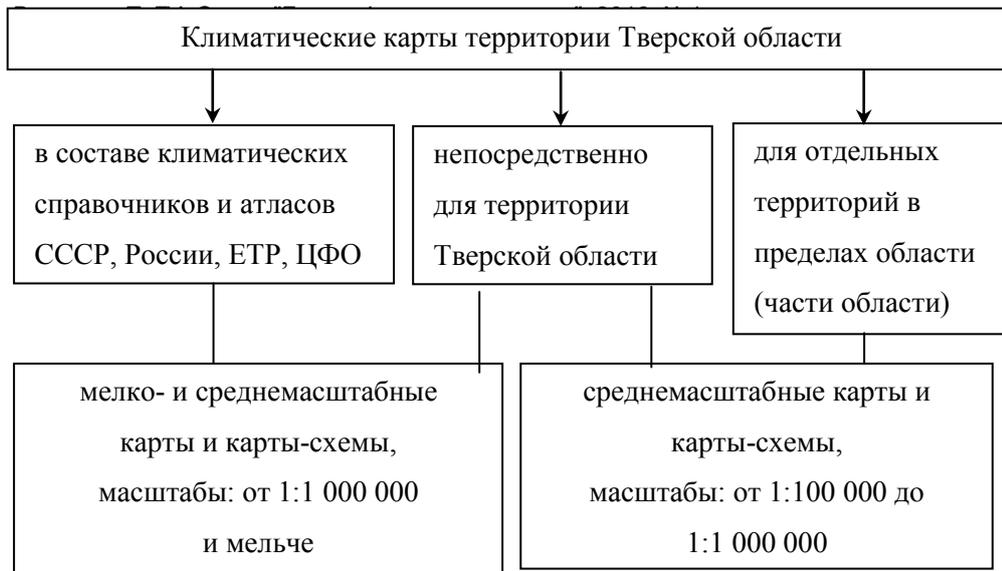 Климатические карты территории Тверской области
в составе климатических
справочников и атласов
СССР, России, ЕТР, ЦФО
непосредственно
для территории
Тверской области
для отдельных
территорий в
пределах области
(части области)
мелко- и среднемасштабные
карты и карты-схемы,
масштабы: от 1:1 000 000
и мельче
среднемасштабные карты и
карты-схемы,
масштабы: от 1:100 000 до
1:1 000 000